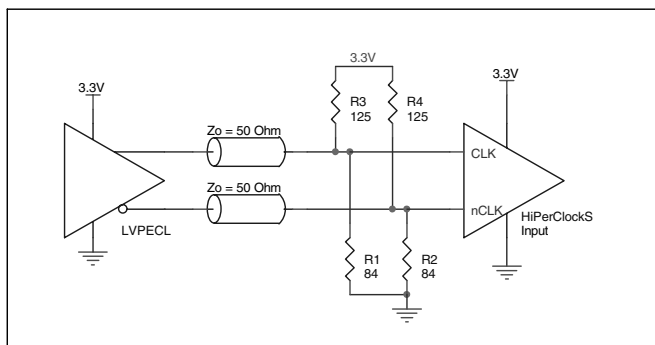 3.3V
3.3V
3.3V
R3
125
R4
125
Zo = 50 Ohm
CLK
Zo = 50 Ohm
nCLK
HiPerClockS
Input
LVPECL
R1
84
R2
84